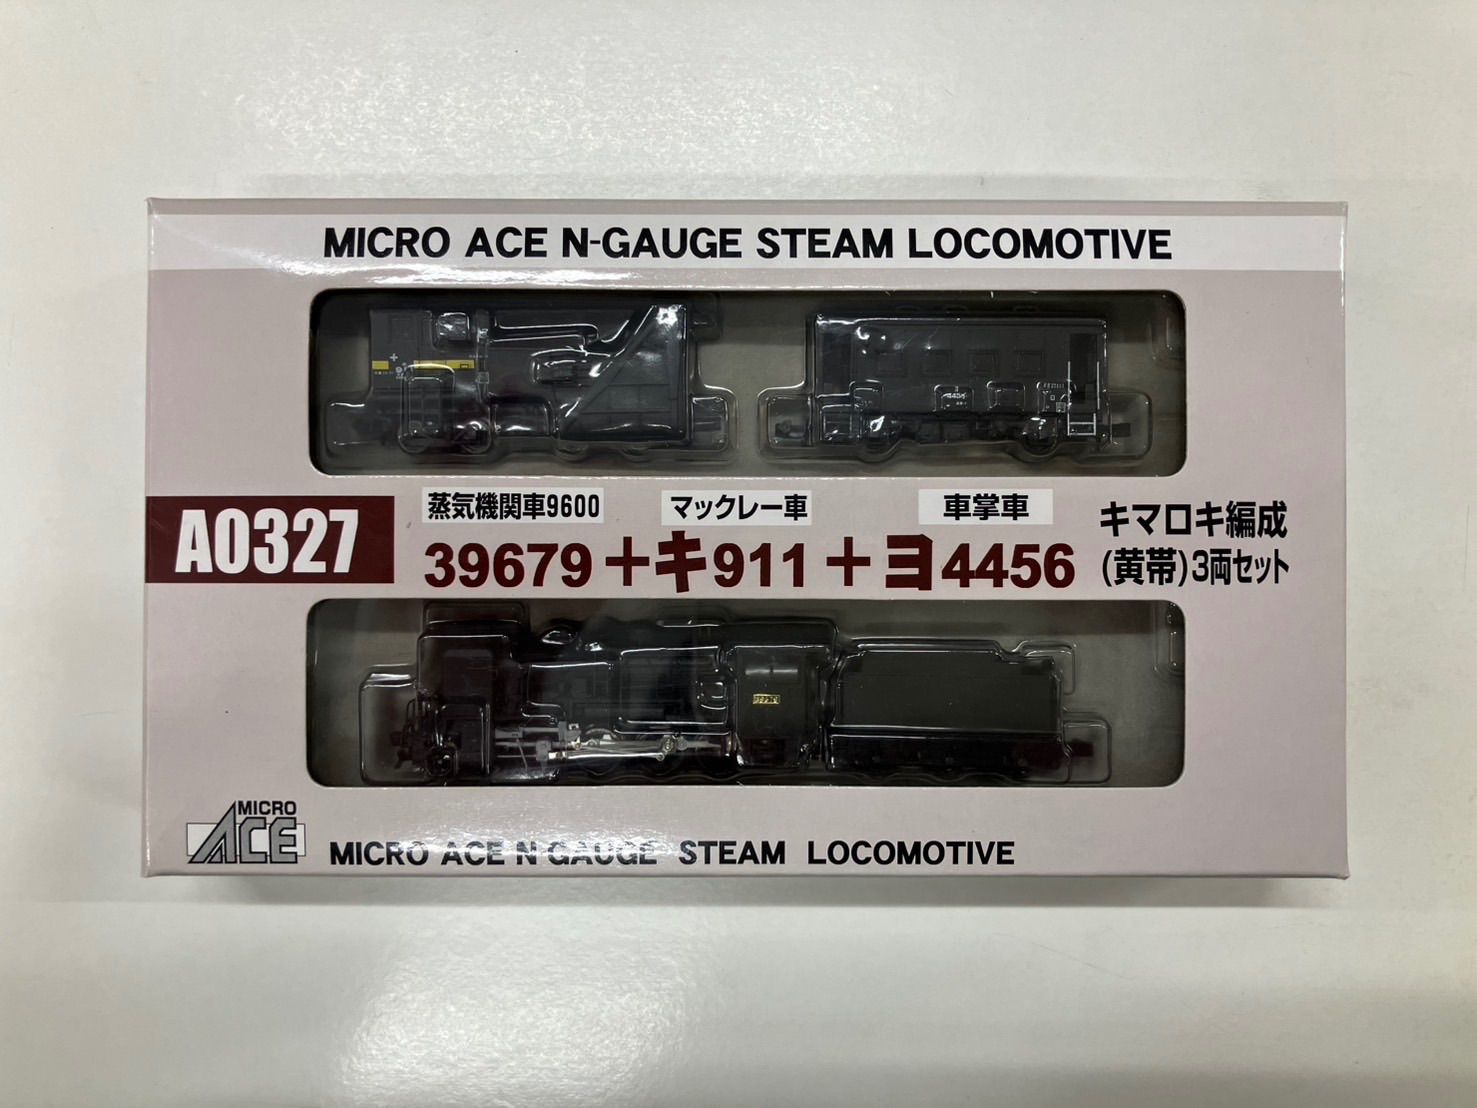 MICRO ACE N-GAUGE STEAM LOCOMOTIVE
4456
A0327
蒸気機関車9600 マックレー車 車掌車
39679+キ911+ヨ4456
キマロキ編成
(黄帯)3両セット
MICRO
ACE
MICRO ACE N GAUGE STEAM LOCOMOTIVE